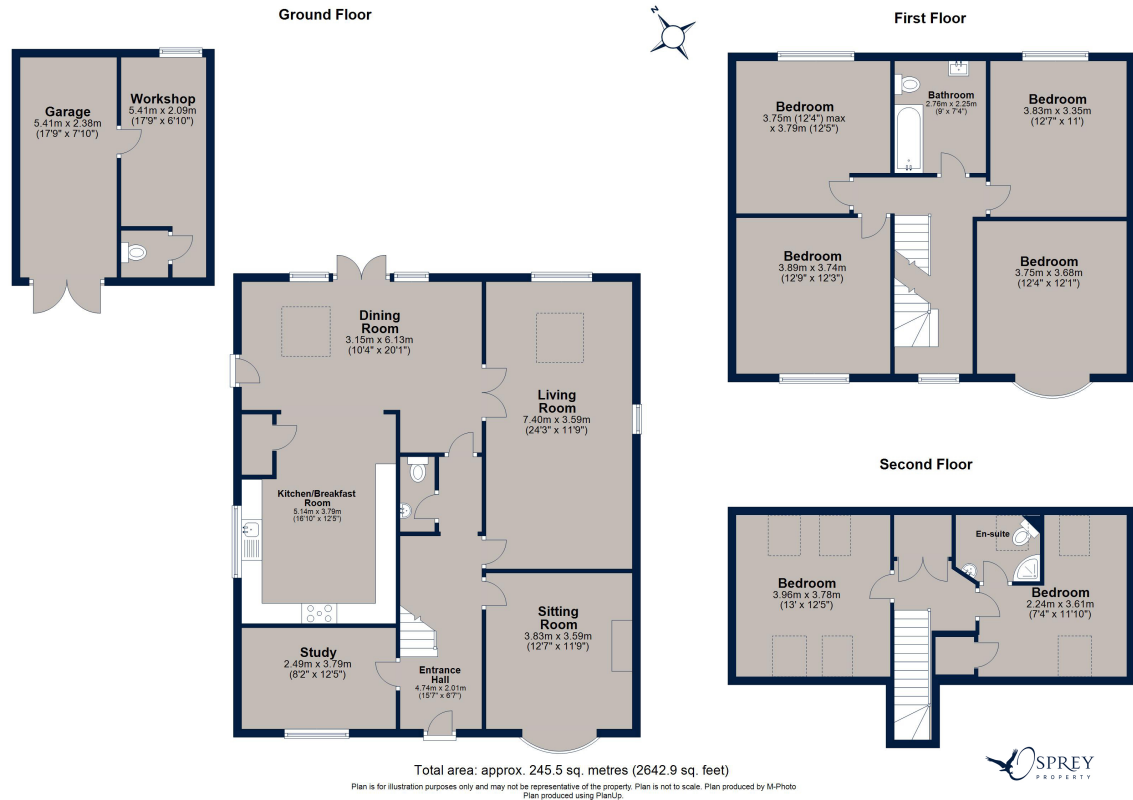 Ground Floor
First Floor
N
Garage
5.41m x 2.38m
(17'9" x 7'10")
Workshop
5.41m x 2.09m
(17'9" x 6'10")
Bedroom
3.75m (12'4") max
x 3.79m (12'5")
Bathroom
2.76m x 2.25m
(9' x 7'4")
Bedroom
3.83m x 3.35m
(12'7" x 11')
Bedroom
3.89m x 3.74m
(12'9" x 12'3")
Bedroom
3.75m x 3.68m
(12'4" x 12'1")
Dining
Room
3.15m x 6.13m
(10'4" x 20'1")
Living
Room
7.40m x 3.59m
(24'3" x 11'9")
Kitchen/Breakfast
Room
5.14m x 3.79m
(16'10" x 12'5")
Sitting
Room
3.83m x 3.59m
(12'7" x 11'9")
Study
2.49m x 3.79m
(8'2" x 12'5")
Entrance
Hall
4.74m x 2.01m
(15'7" x 6'7")
Second Floor
Bedroom
3.96m x 3.78m
(13' x 12'5")
En-suite
Bedroom
2.24m x 3.61m
(7'4" x 11'10")
Total area: approx. 245.5 sq. metres (2642.9 sq. feet)
Plan is for illustration purposes only and may not be representative of the property. Plan is not to scale. Plan produced by M-Photo
Plan produced using PlanUp.
OSPREY
PROPERTY